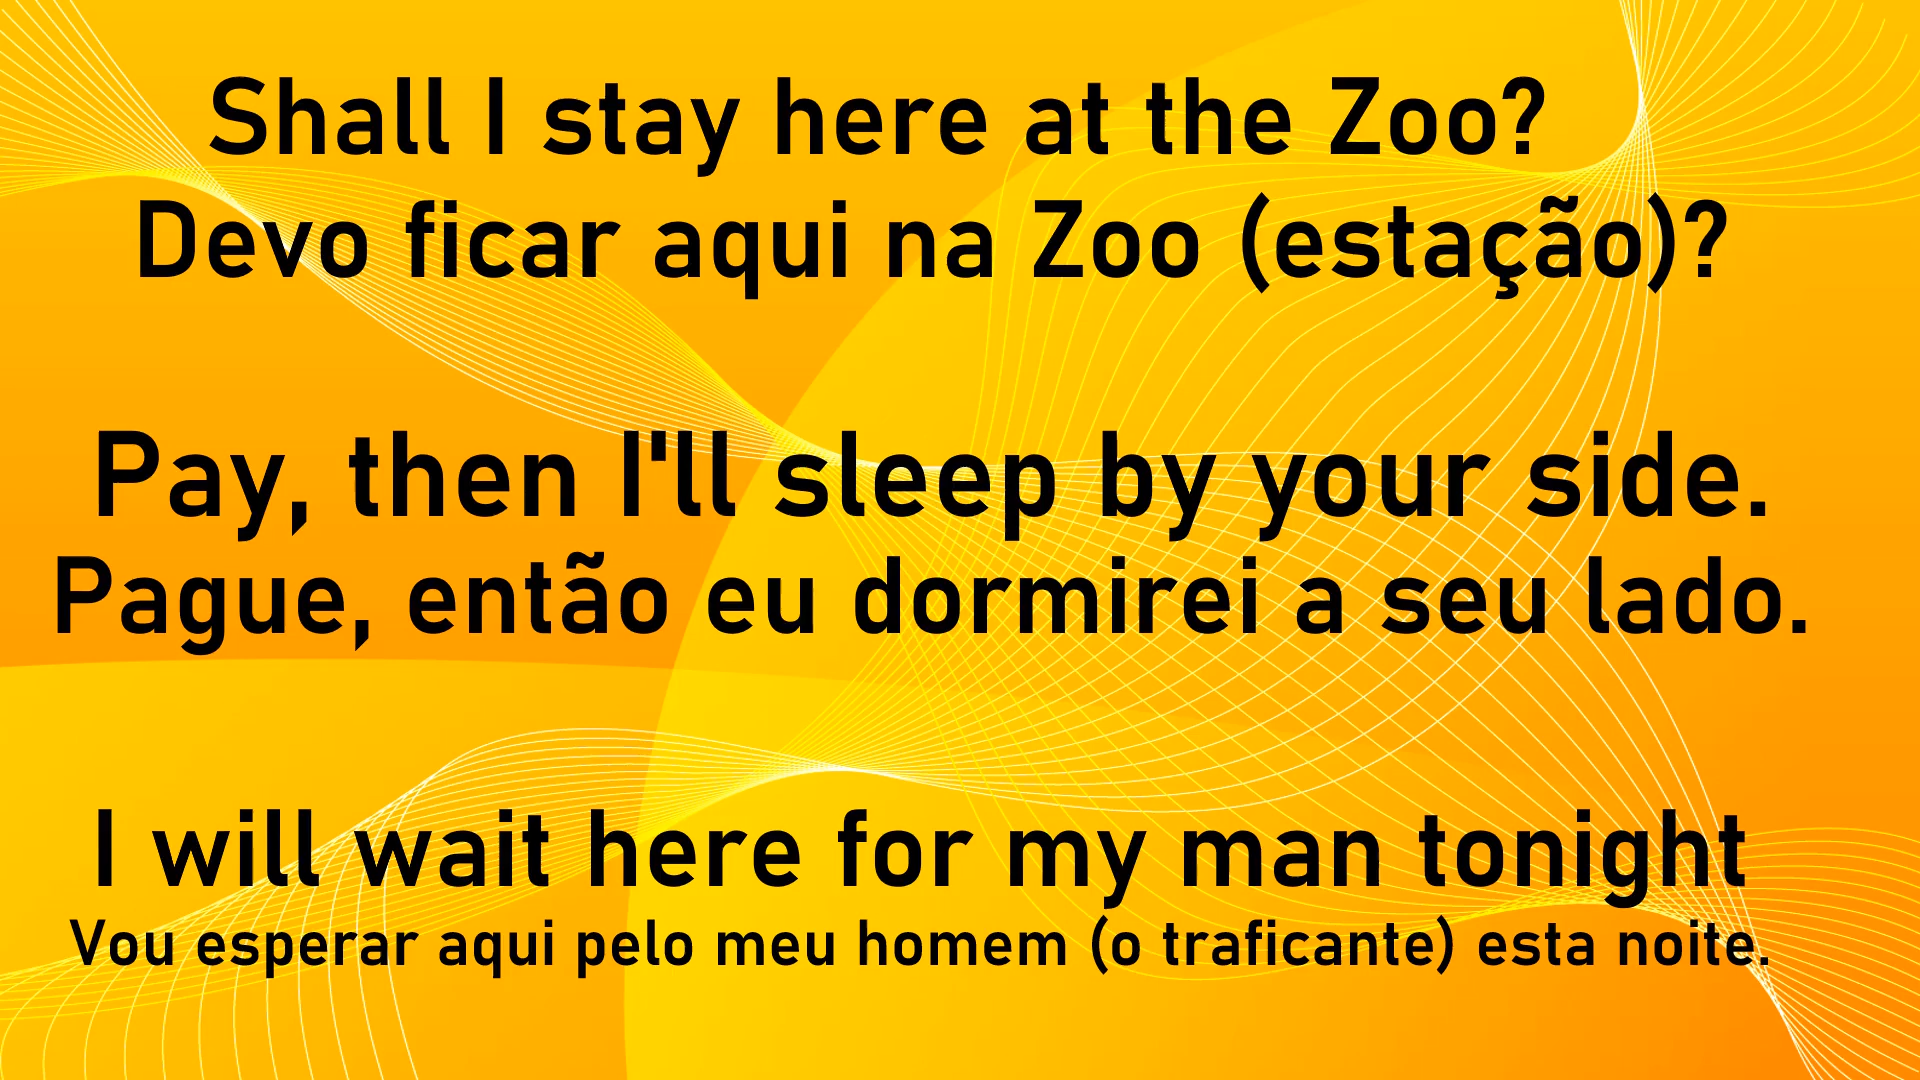 Shall I stay here at the Zoo?
Devo ficar aqui na Zoo (estação)?
Pay, then I'll sleep by your side.
Pague, então eu dormirei a seu lado.
I will wait here for my man tonight
Vou esperar aqui pelo meu homem (o traficante) esta noite.